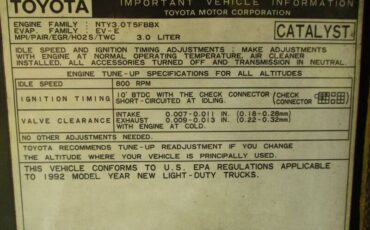 TOYOTA IMPORTANT VEHICLE INFORMATION
TOYOTA MOTOR CORPORATION
ENGINE FAMILY : NTY3.0T5FBBX
EVAP. FAMILY : EV-E
MPI/PAIR/EGR/HO2S/TWC 3.0 LITER
CATALYST
IDLE SPEED AND IGNITION TIMING ADJUSTMENTS : MAKE ADJUSTMENTS
WITH ENGINE AT NORMAL OPERATING TEMPERATURE, AIR CLEANER
INSTALLED, ALL ACCESSORIES TURNED OFF AND TRANSMISSION IN NEUTRAL.
ENGINE TUNE-UP SPECIFICATIONS FOR ALL ALTITUDES
IDLE SPEED 800 RPM
IGNITION TIMING 10° BTDC WITH THE CHECK CONNECTOR SHORT-CIRCUITED AT IDLING. (CHECK CONNECTOR
VALVE CLEARANCE INTAKE 0.007-0.011 IN. (0.18-0.28mm)
EXHAUST 0.009-0.013 IN. (0.22-0.32mm)
WITH ENGINE AT COLD.
NO OTHER ADJUSTMENTS NEEDED.
TOYOTA RECOMMENDS TUNE-UP READJUSTMENT IF YOU CHANGE
THE ALTITUDE WHERE YOUR VEHICLE IS PRINCIPALLY USED.
THIS VEHICLE CONFORMS TO U.S. EPA REGULATIONS APPLICABLE
TO 1992 MODEL YEAR NEW LIGHT-DUTY TRUCKS.